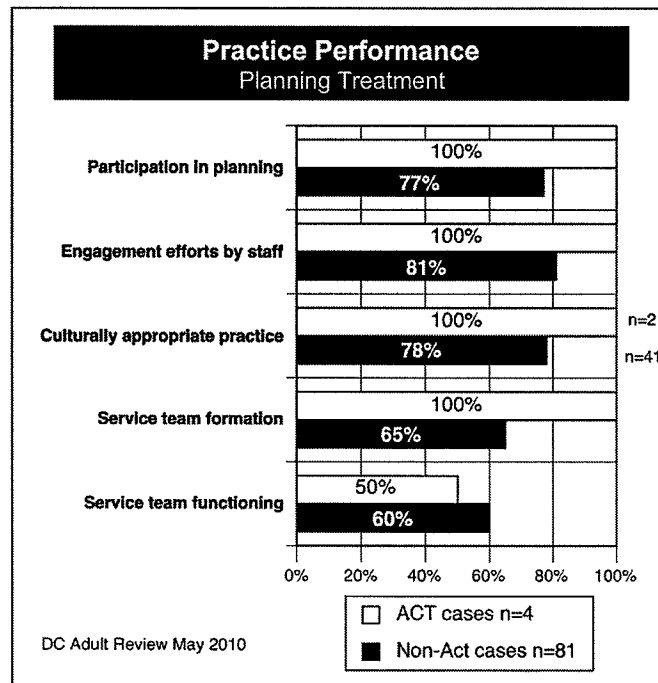 Practice Performance
Planning Treatment
Participation in planning
100%
77%
Engagement efforts by staff
100%
81%
Culturally appropriate practice
100%
n=2
78%
n=41
Service team formation
100%
65%
Service team functioning
50%
60%
0% 20% 40% 60% 80% 100%
ACT cases n=4
Non-Act cases n=81
DC Adult Review May 2010